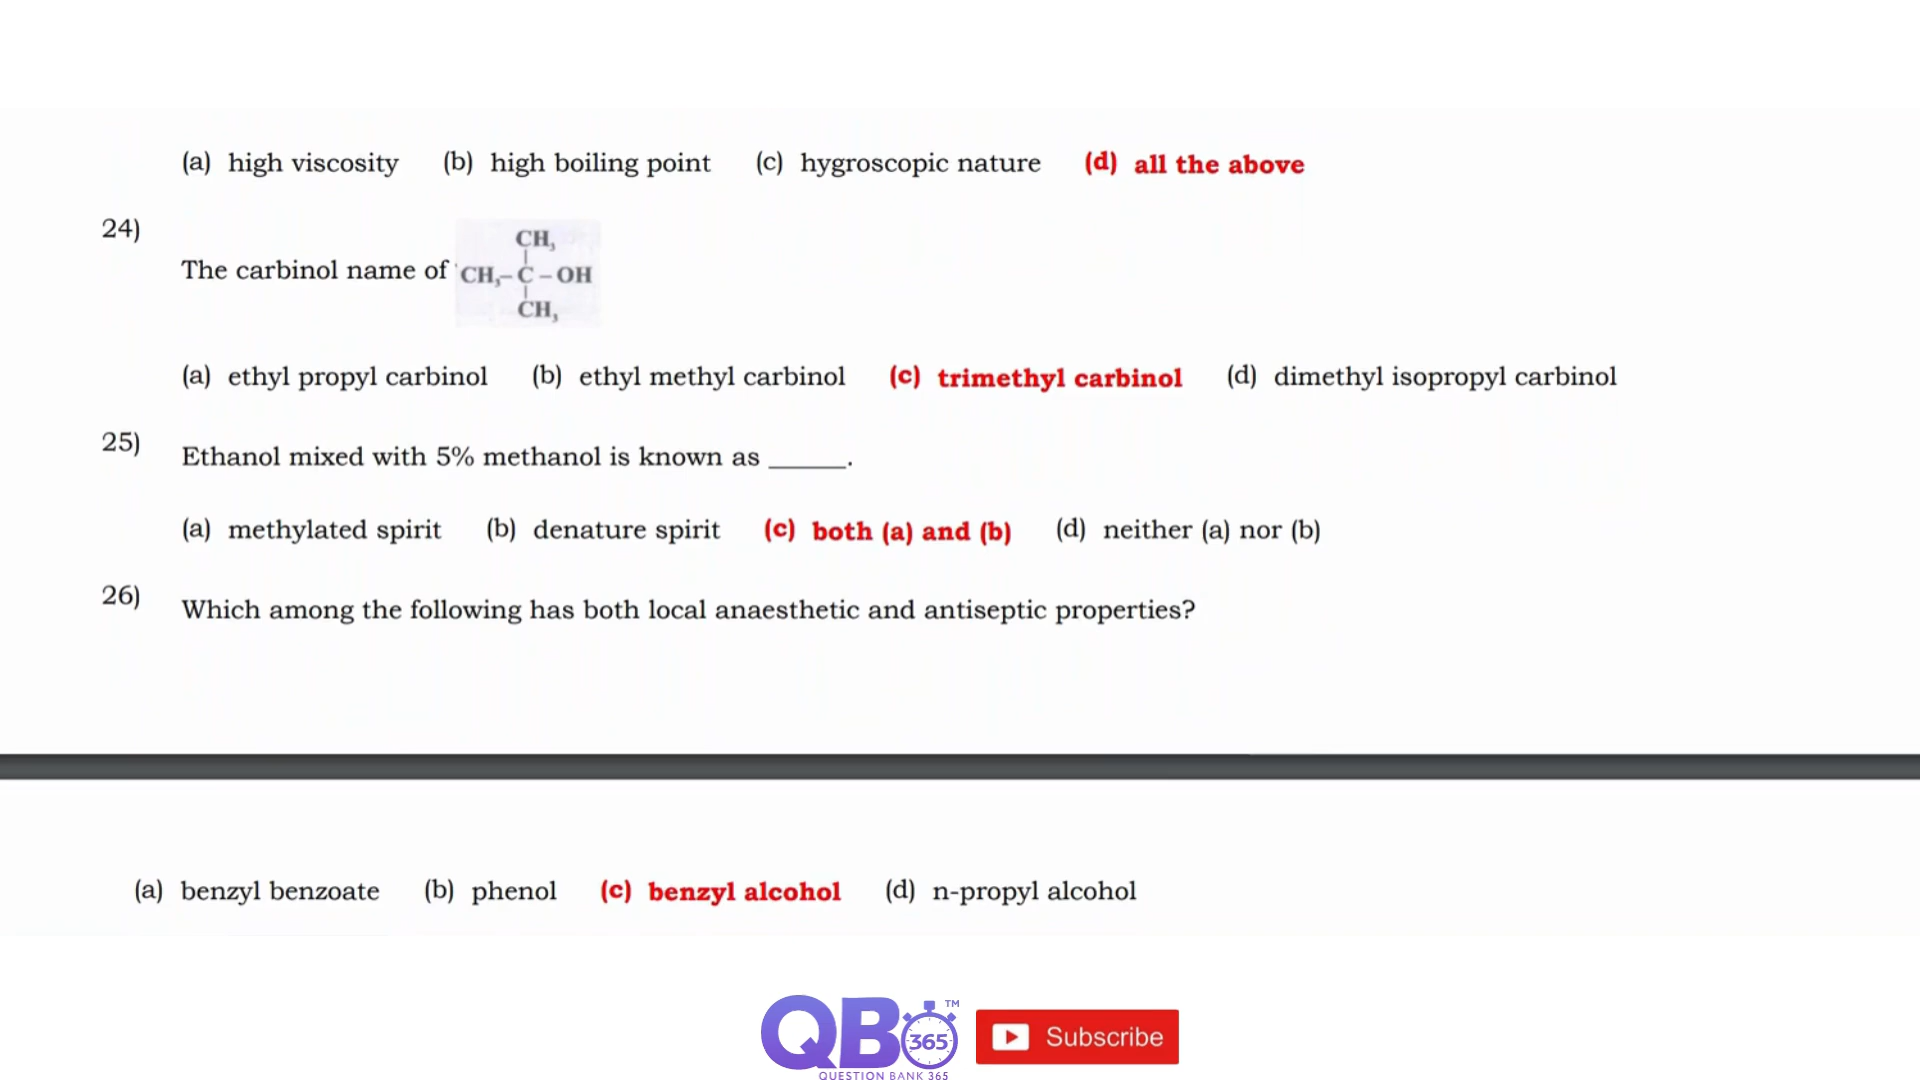 (a) high viscosity (b) high boiling point (c) hygroscopic nature (d) all the above
24)
CH₃
The carbinol name of CH₃– C – OH
CH₃
(a) ethyl propyl carbinol (b) ethyl methyl carbinol (c) trimethyl carbinol (d) dimethyl isopropyl carbinol
25) Ethanol mixed with 5% methanol is known as ______.
(a) methylated spirit (b) denature spirit (c) both (a) and (b) (d) neither (a) nor (b)
26) Which among the following has both local anaesthetic and antiseptic properties?
(a) benzyl benzoate (b) phenol (c) benzyl alcohol (d) n-propyl alcohol
QB 365 ™
QUESTION BANK 365
Subscribe